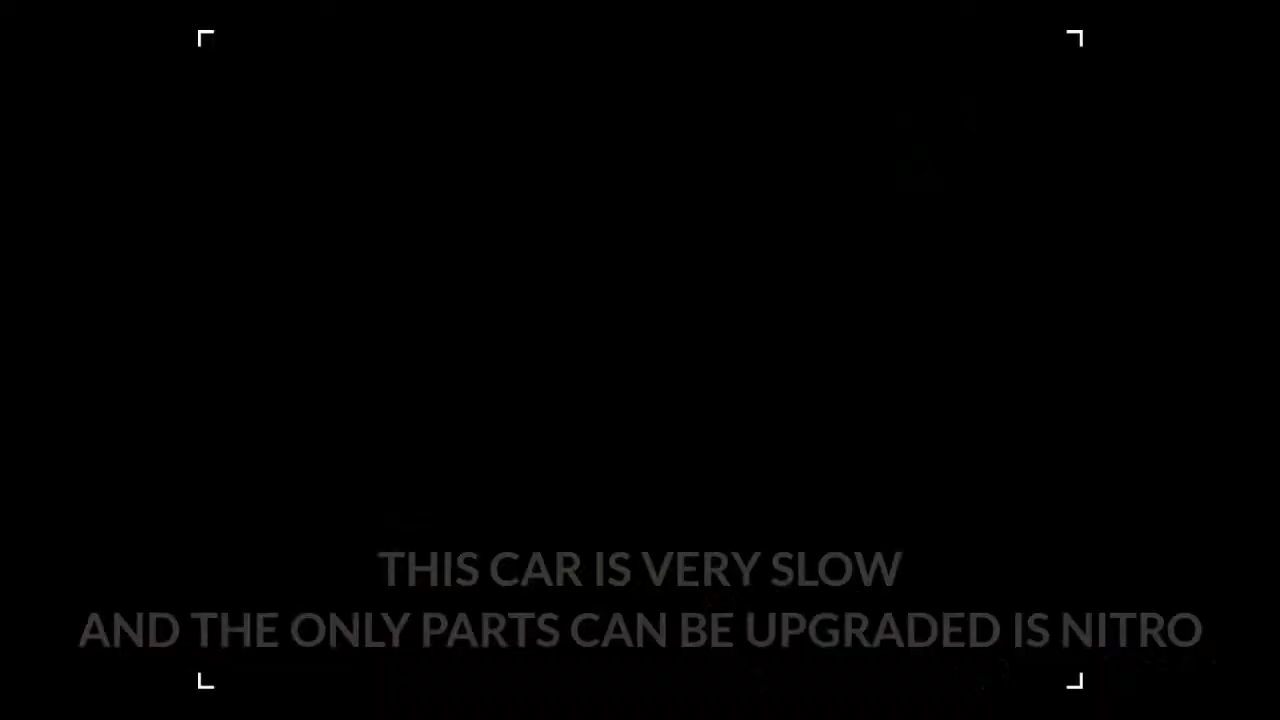 THIS CAR IS VERY SLOW
AND THE ONLY PARTS CAN BE UPGRADED IS NITRO